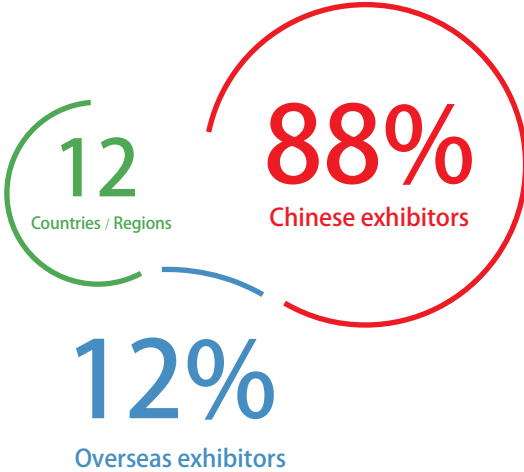 12
Countries / Regions
88%
Chinese exhibitors
12%
Overseas exhibitors